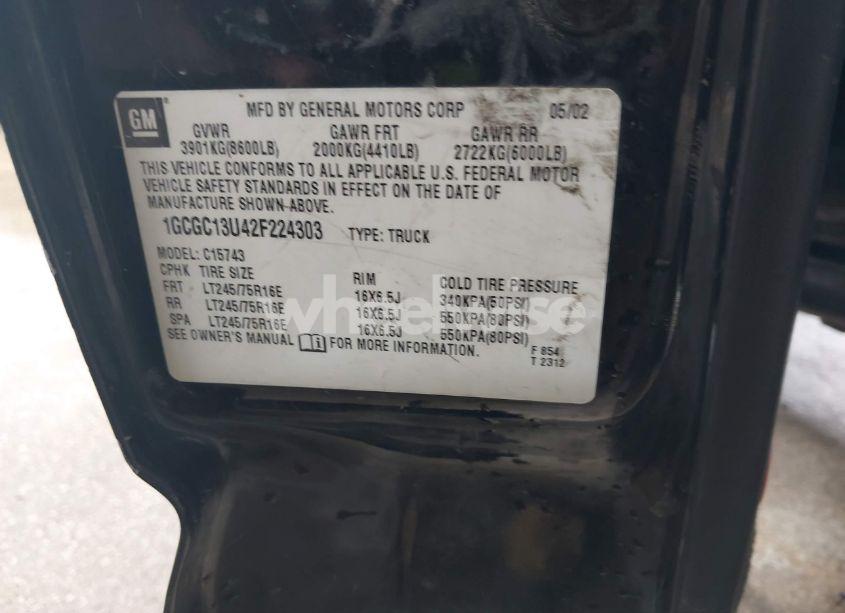 GM
MFD BY GENERAL MOTORS CORP 05/02
GVWR GAWR FRT GAWR RR
3901KG(8600LB) 2000KG(4410LB) 2722KG(6000LB)
THIS VEHICLE CONFORMS TO ALL APPLICABLE U.S. FEDERAL MOTOR
VEHICLE SAFETY STANDARDS IN EFFECT ON THE DATE OF
MANUFACTURE SHOWN ABOVE.
1GCGC13U42F224303 TYPE: TRUCK
MODEL: C15743
CPHK TIRE SIZE RIM COLD TIRE PRESSURE
FRT LT245/75R16E 16X6.5J 340KPA(50PSI)
RR LT245/75R16E 16X6.5J 550KPA(80PSI)
SPA LT245/75R16E 16X6.5J 550KPA(80PSI)
SEE OWNER'S MANUAL FOR MORE INFORMATION.
F 854
T 2312